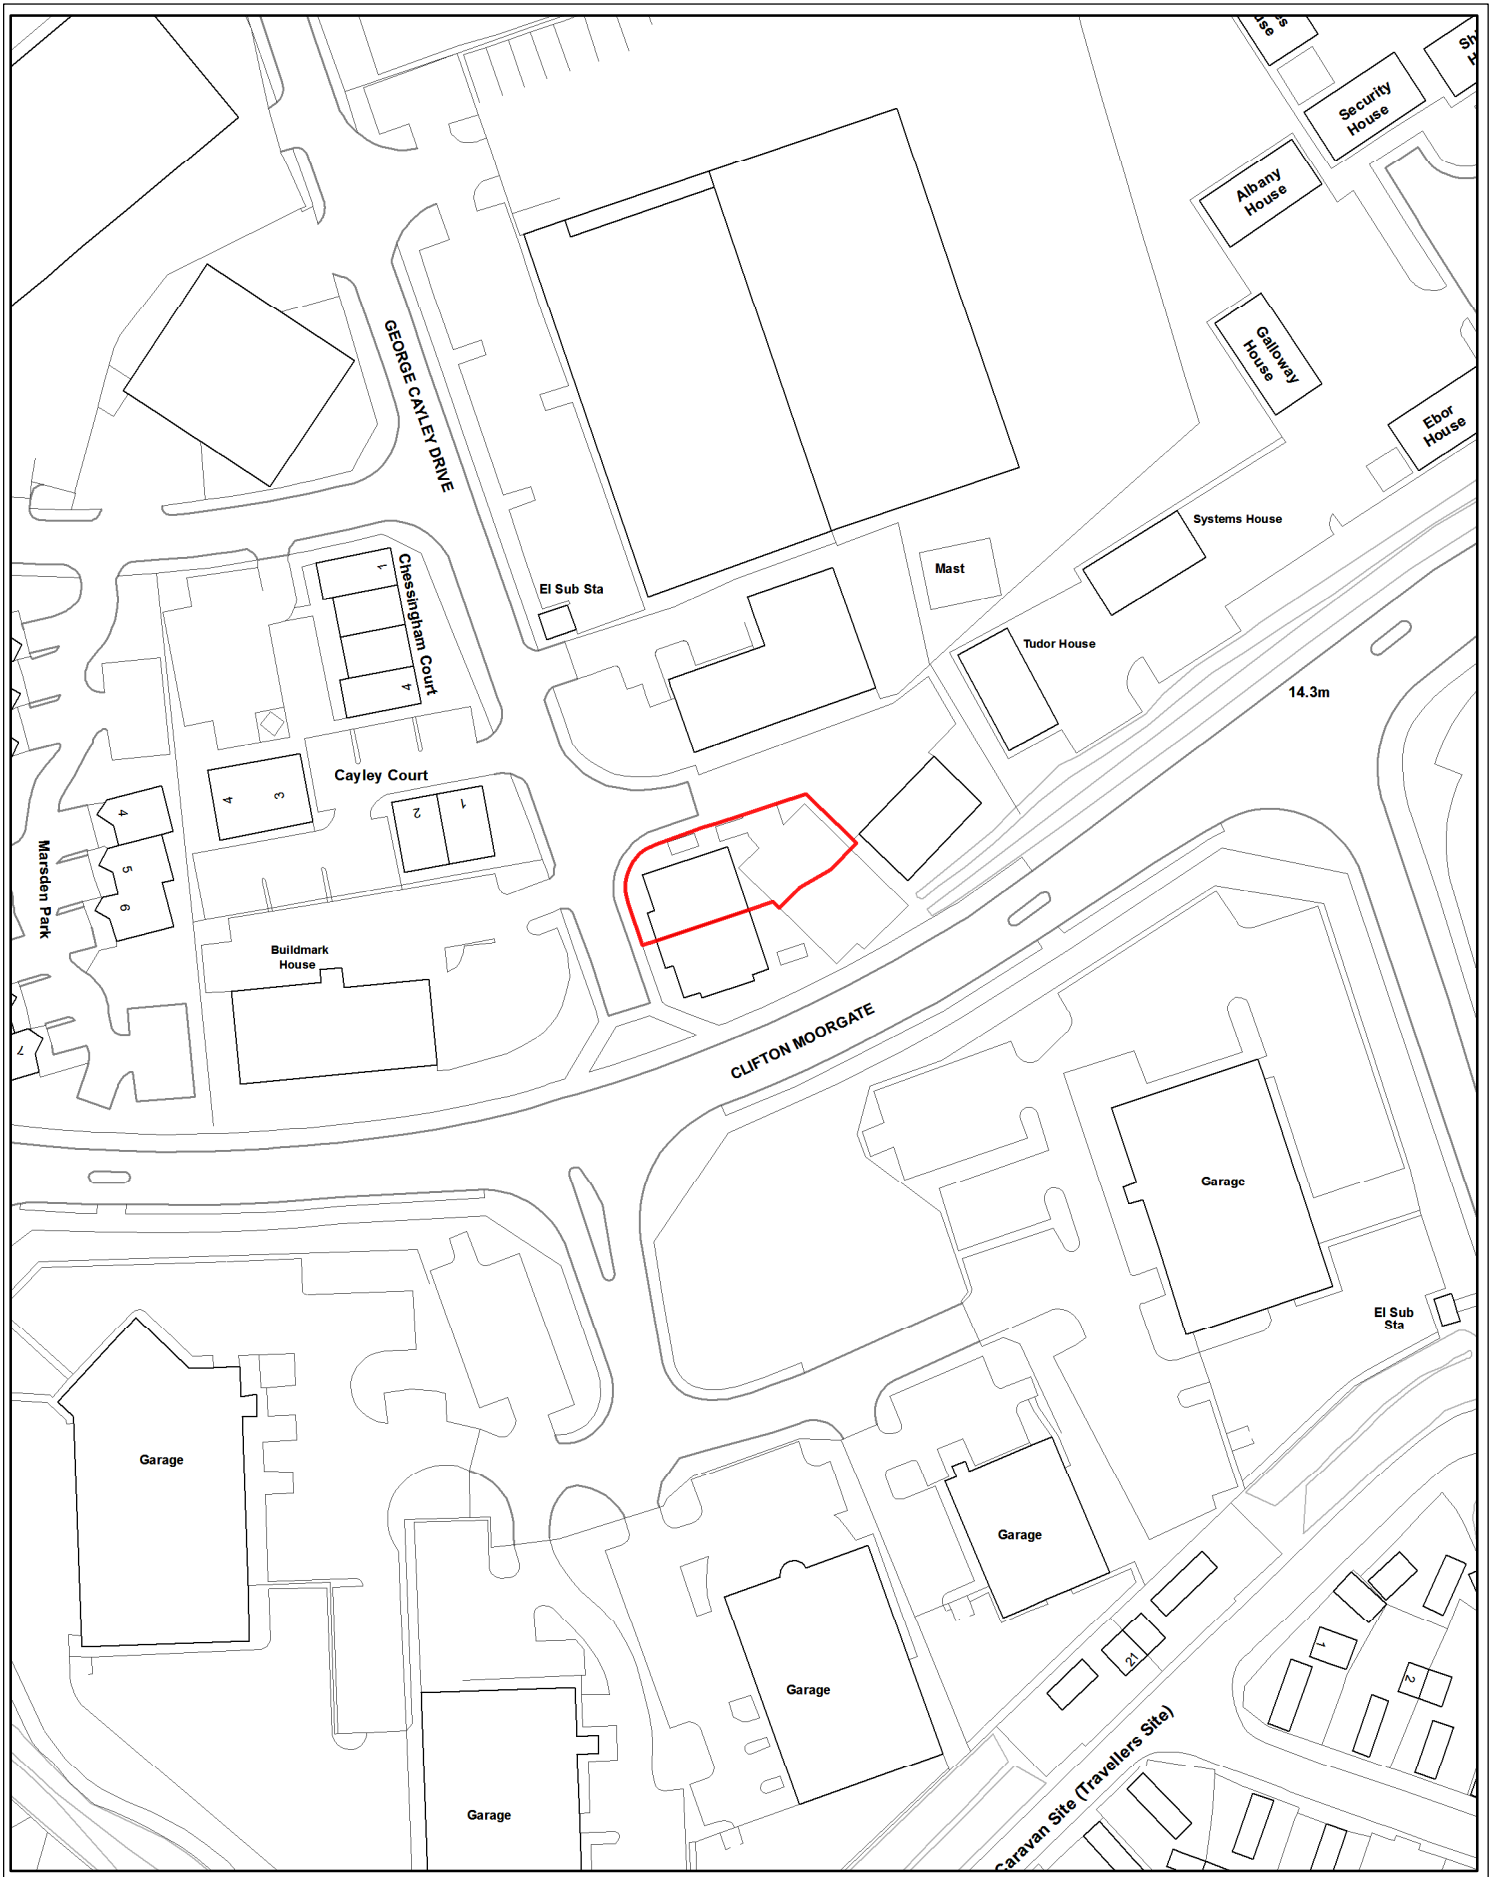 Security
House
Albany
House
Galloway
House
Ebor
House
GEORGE CAYLEY DRIVE
Systems House
Mast
El Sub Sta
1
Chessingham Court
4
Tudor House
14.3m
Cayley Court
4
3
2
1
4
5
6
Marsden Park
Buildmark
House
7
CLIFTON MOORGATE
Garage
El Sub
Sta
Garage
Garage
Garage
Garage
21
1
2
Caravan Site (Travellers Site)